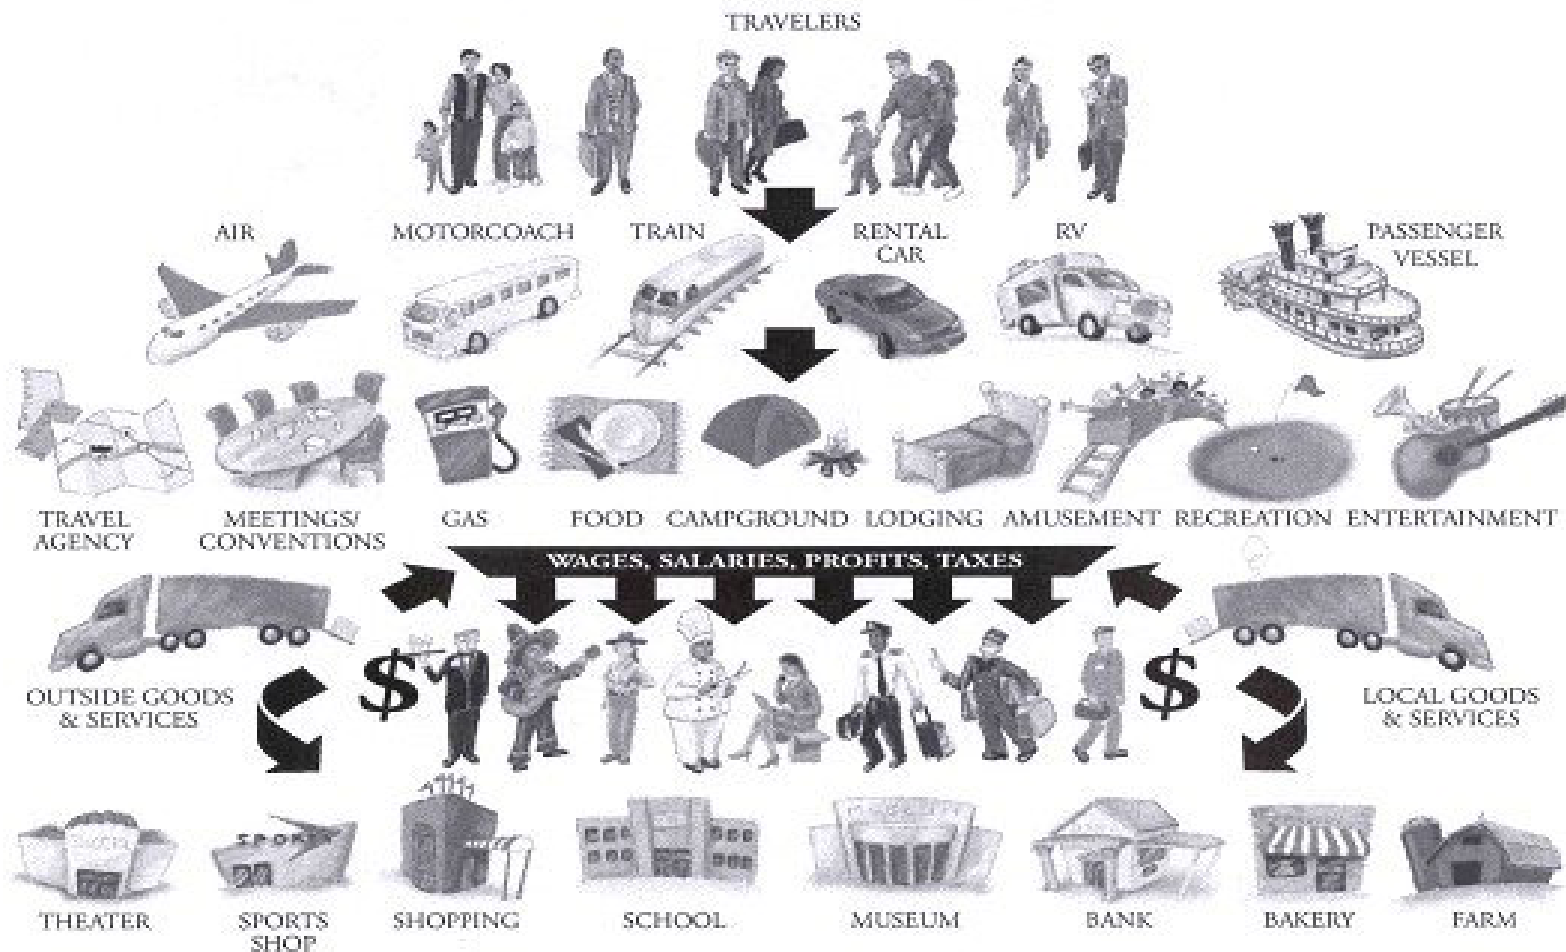 TRAVELERS
AIR
MOTORCOACH
TRAIN
RENTAL
CAR
RV
PASSENGER
VESSEL
TRAVEL
AGENCY
MEETINGS/
CONVENTIONS
GAS
FOOD
CAMPGROUND
LODGING
AMUSEMENT
RECREATION
ENTERTAINMENT
WAGES, SALARIES, PROFITS, TAXES
OUTSIDE GOODS
& SERVICES
$
$
LOCAL GOODS
& SERVICES
SPORTS
THEATER
SPORTS
SHOP
SHOPPING
SCHOOL
MUSEUM
BANK
BAKERY
FARM